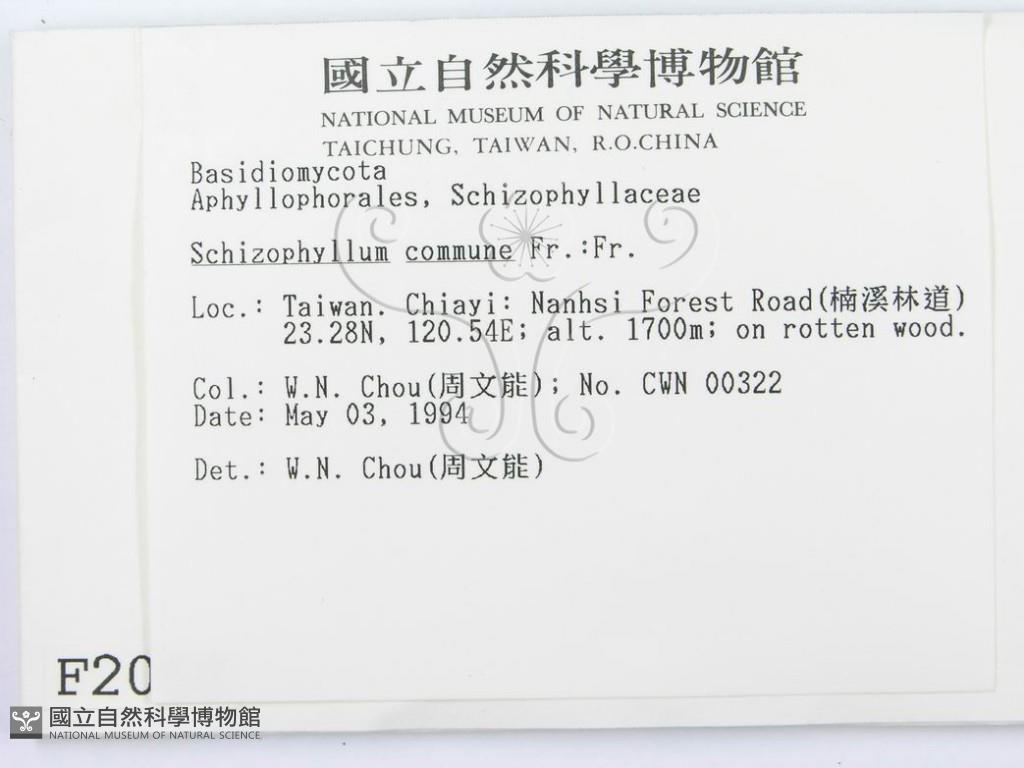 國立自然科學博物館
NATIONAL MUSEUM OF NATURAL SCIENCE
TAICHUNG, TAIWAN, R.O.CHINA
Basidiomycota
Aphyllophorales, Schizophyllaceae
Schizophyllum commune Fr.:Fr.
Loc.: Taiwan. Chiayi: Nanhsi Forest Road(楠溪林道)
23.28N, 120.54E; alt. 1700m; on rotten wood.
Col.: W.N. Chou(周文能); No. CWN 00322
Date: May 03, 1994
Det.: W.N. Chou(周文能)
F20
國立自然科學博物館
NATIONAL MUSEUM OF NATURAL SCIENCE